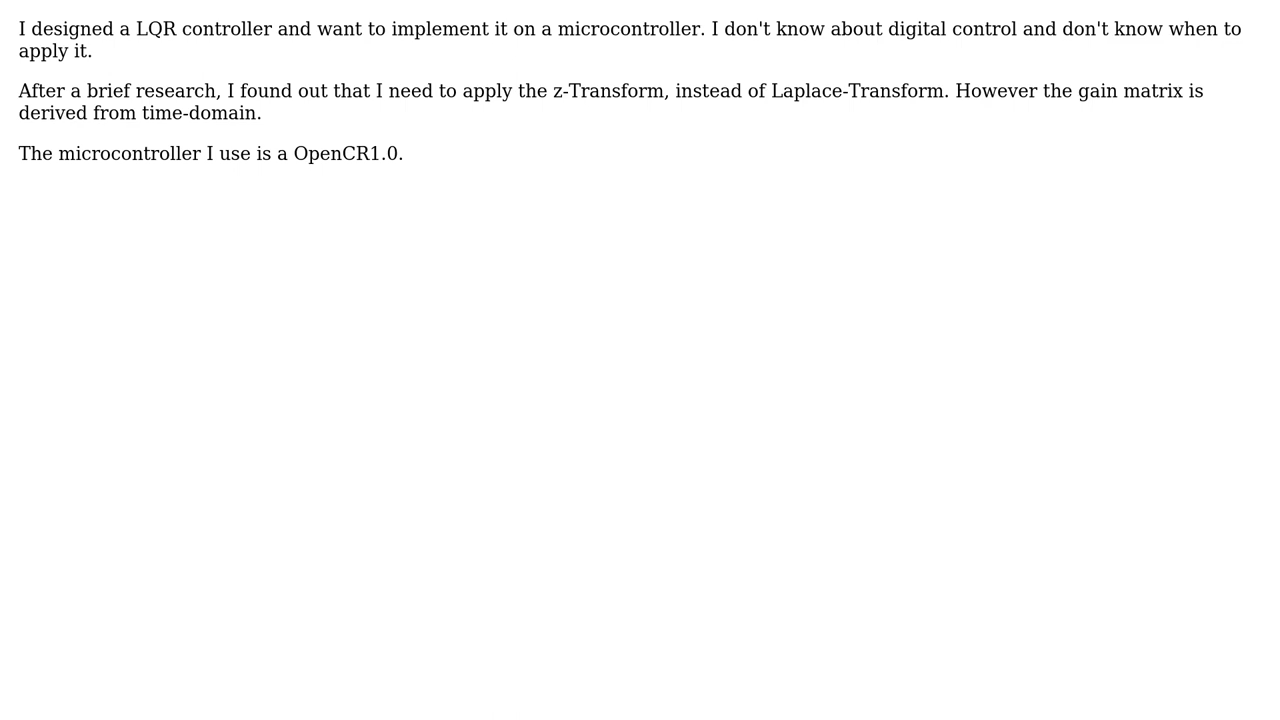 I designed a LQR controller and want to implement it on a microcontroller. I don't know about digital control and don't know when to
apply it.
After a brief research, I found out that I need to apply the z-Transform, instead of Laplace-Transform. However the gain matrix is
derived from time-domain.
The microcontroller I use is a OpenCR1.0.